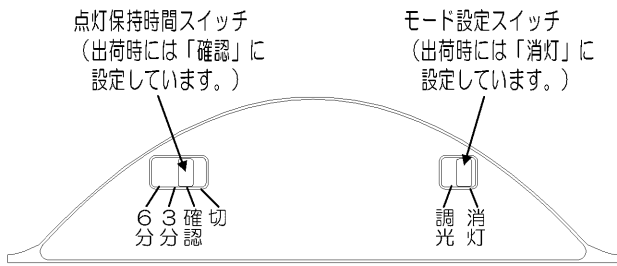 点灯保持時間スイッチ
（出荷時には「確認」に
設定しています。）
モード設定スイッチ
（出荷時には「消灯」に
設定しています。）
6分
3分
確認
切
調光
消灯